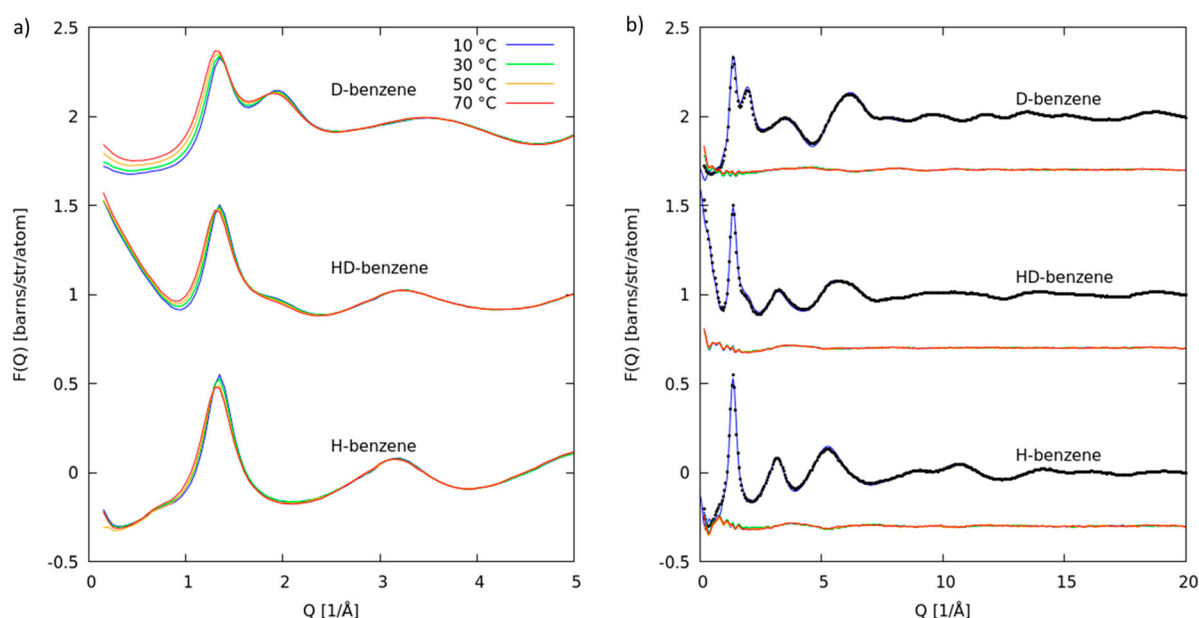 a)
2.5
2
1.5
1
0.5
0
-0.5
F(Q) [barns/str/atom]
10 °C
30 °C
50 °C
70 °C
D-benzene
HD-benzene
H-benzene
0 1 2 3 4 5
Q [1/Å]
b)
2.5
2
1.5
1
0.5
0
-0.5
F(Q) [barns/str/atom]
D-benzene
HD-benzene
H-benzene
0 5 10 15 20
Q [1/Å]